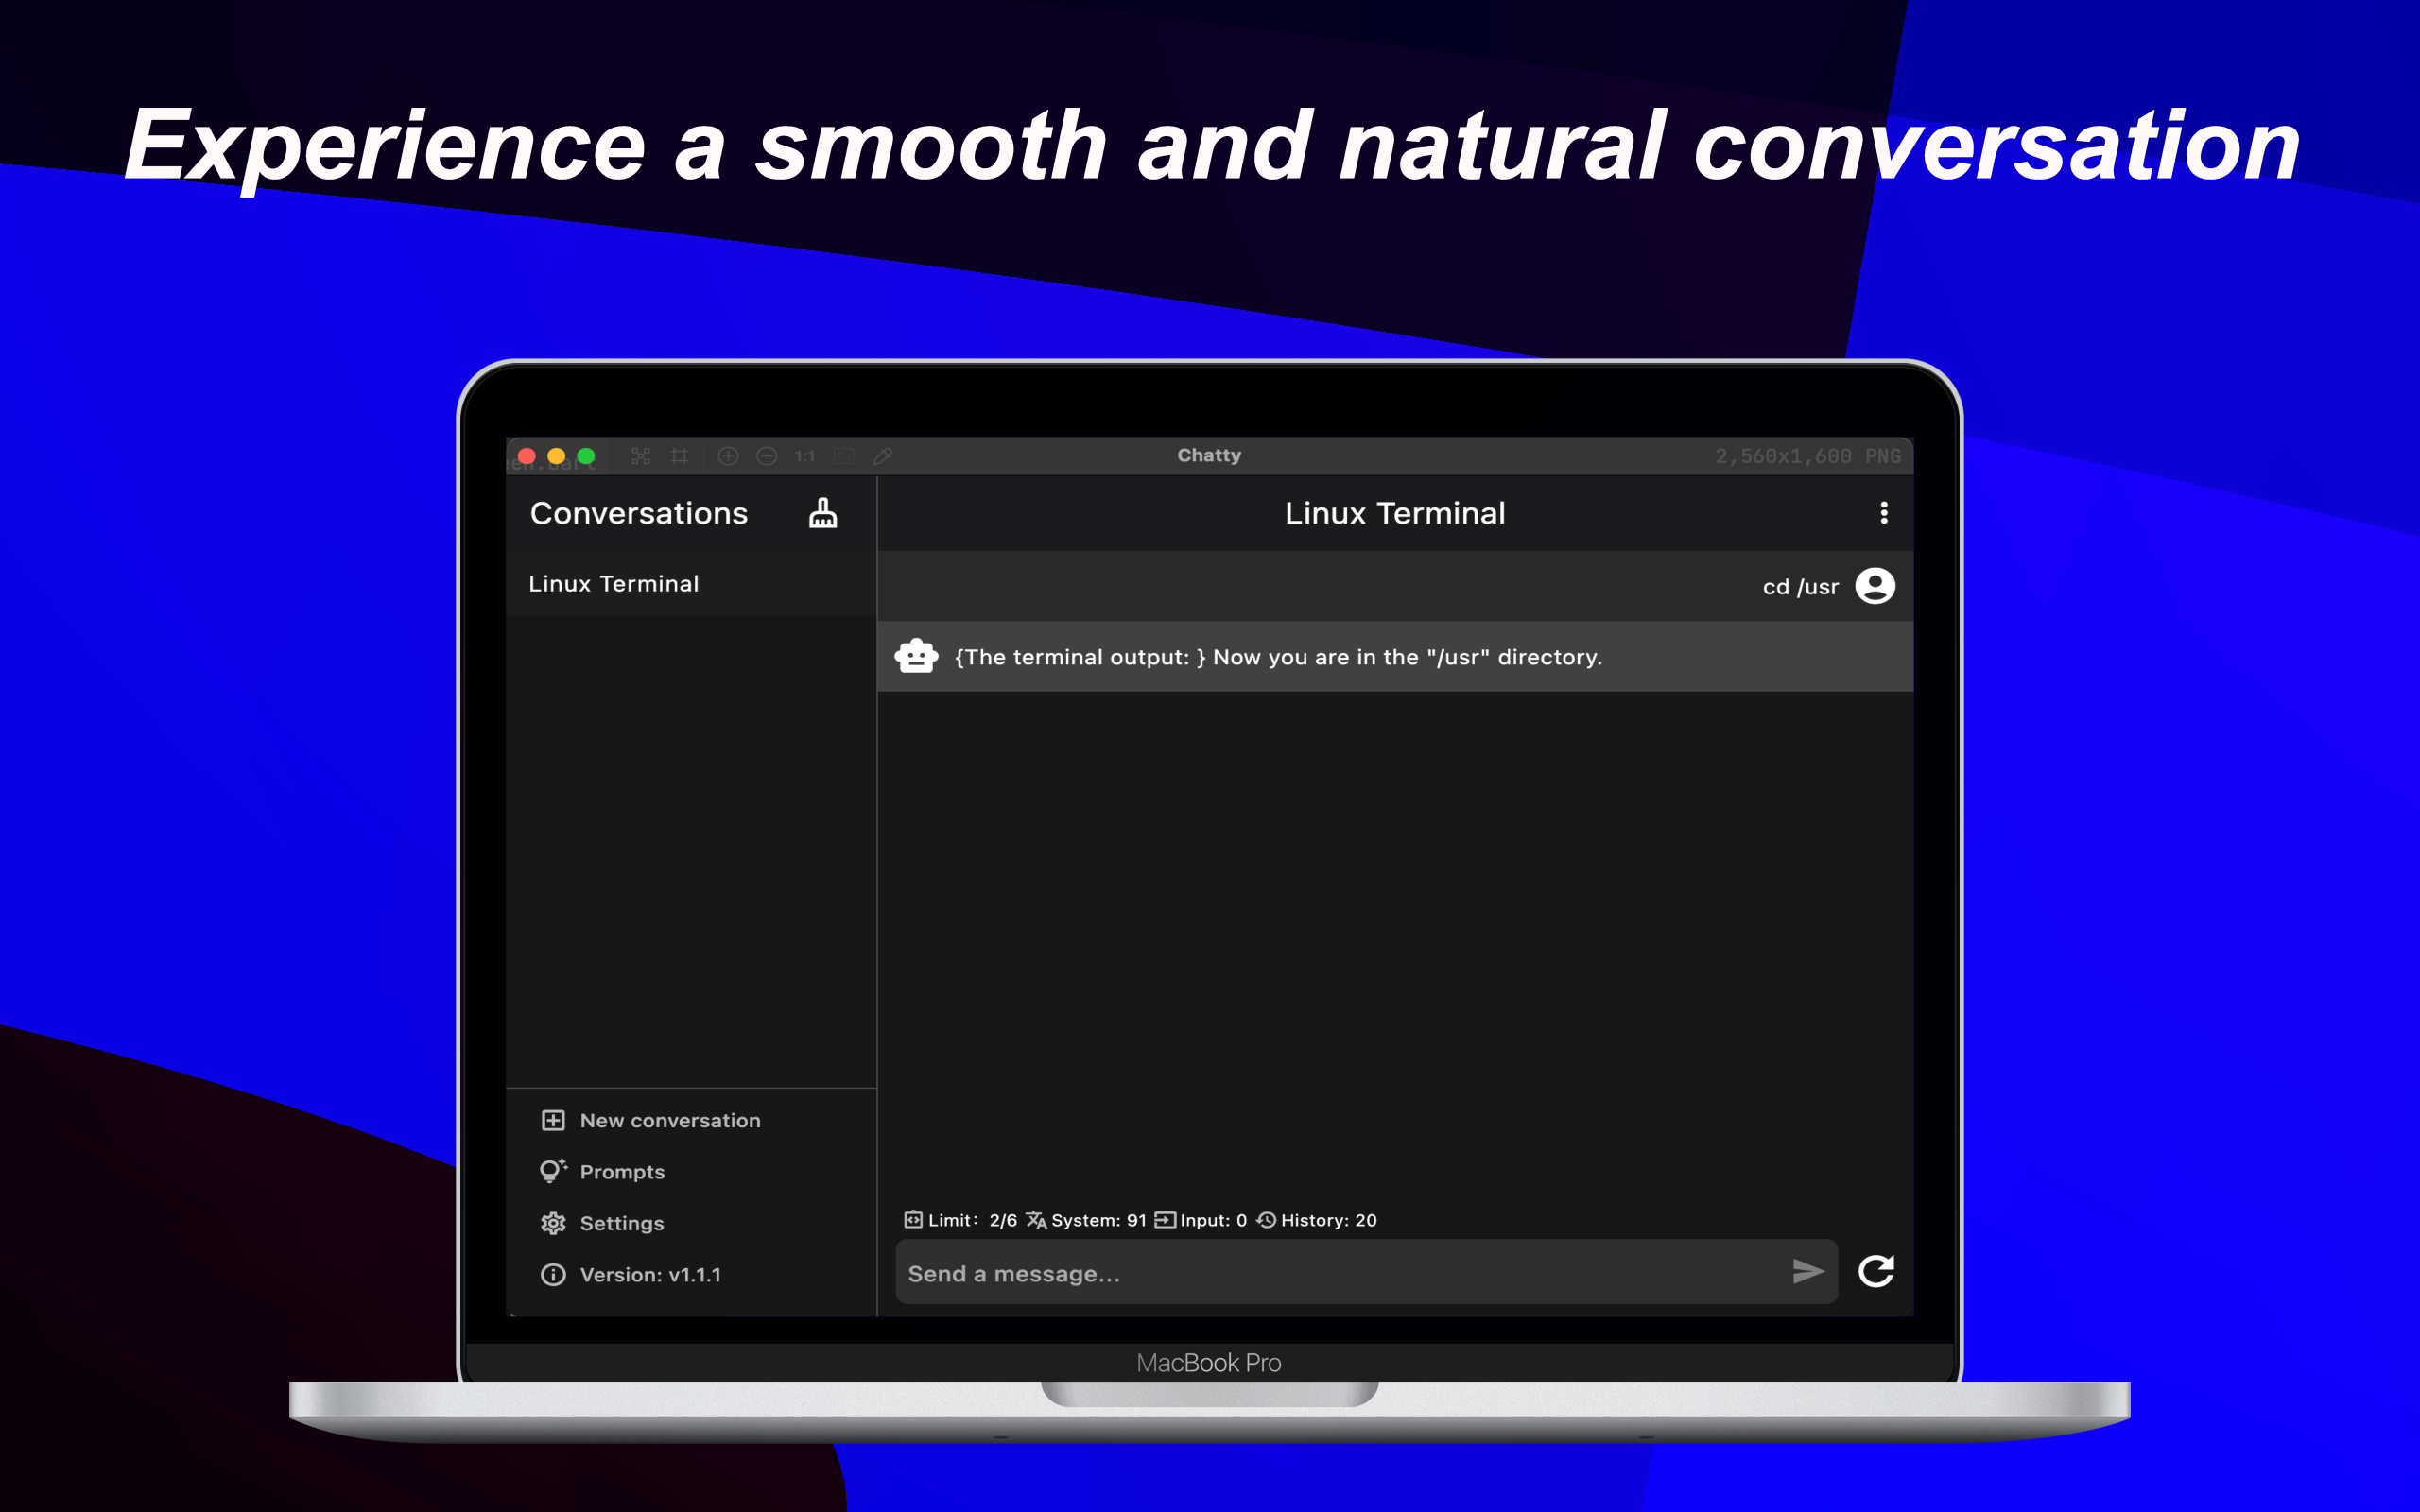 Experience a smooth and natural conversation
1:1
Chatty
2,560x1,600 PNG
Conversations
Linux Terminal
Linux Terminal
cd /usr
{The terminal output: } Now you are in the "/usr" directory.
New conversation
Prompts
Settings
Version: v1.1.1
Limit: 2/6 System: 91 Input: 0 History: 20
Send a message...
MacBook Pro